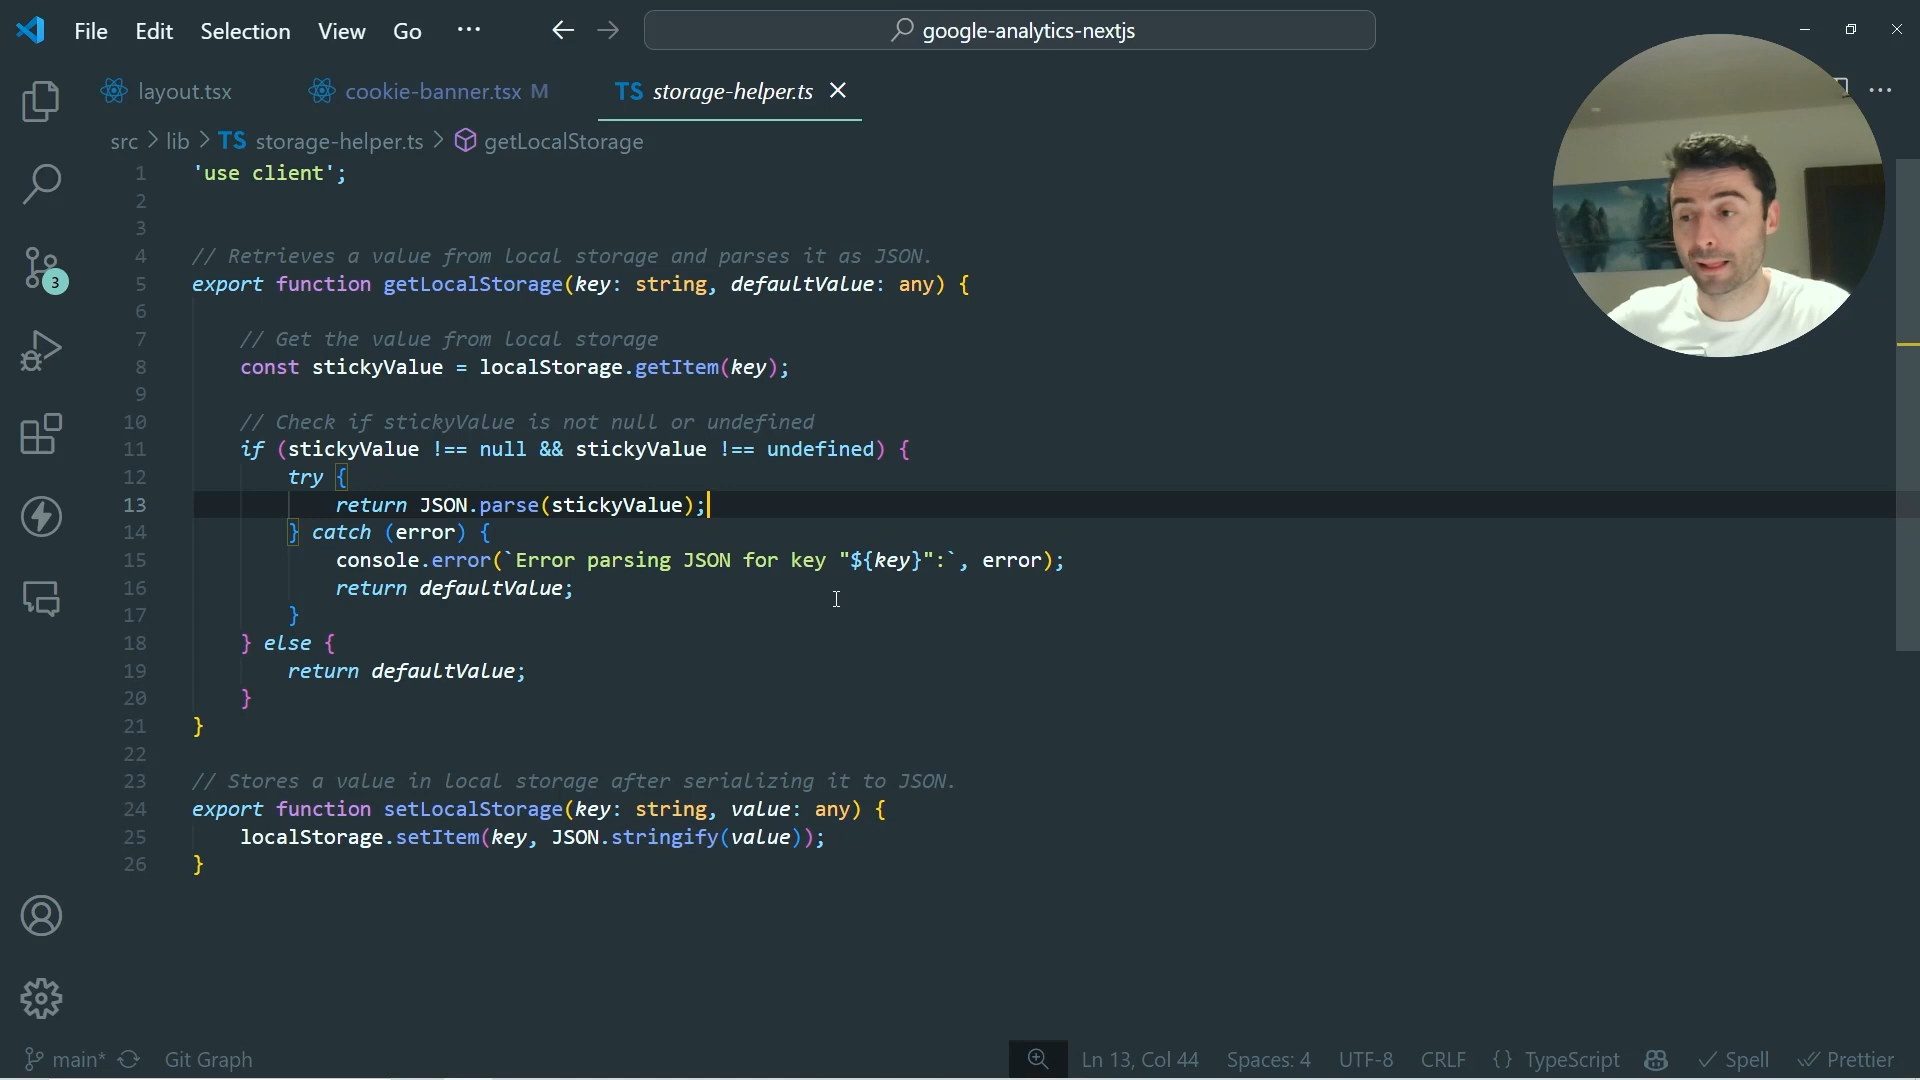 File Edit Selection View Go ··· google-analytics-nextjs
layout.tsx cookie-banner.tsx M TS storage-helper.ts
src > lib > TS storage-helper.ts > getLocalStorage
1 'use client';
2
3
4 // Retrieves a value from local storage and parses it as JSON.
5 export function getLocalStorage(key: string, defaultValue: any) {
6
7 // Get the value from local storage
8 const stickyValue = localStorage.getItem(key);
9
10 // Check if stickyValue is not null or undefined
11 if (stickyValue !== null && stickyValue !== undefined) {
12 try {
13 return JSON.parse(stickyValue);
14 } catch (error) {
15 console.error(`Error parsing JSON for key "${key}":`, error);
16 return defaultValue;
17 }
18 } else {
19 return defaultValue;
20 }
21 }
22
23 // Stores a value in local storage after serializing it to JSON.
24 export function setLocalStorage(key: string, value: any) {
25 localStorage.setItem(key, JSON.stringify(value));
26 }
3
main* Git Graph Ln 13, Col 44 Spaces: 4 UTF-8 CRLF {} TypeScript Spell Prettier